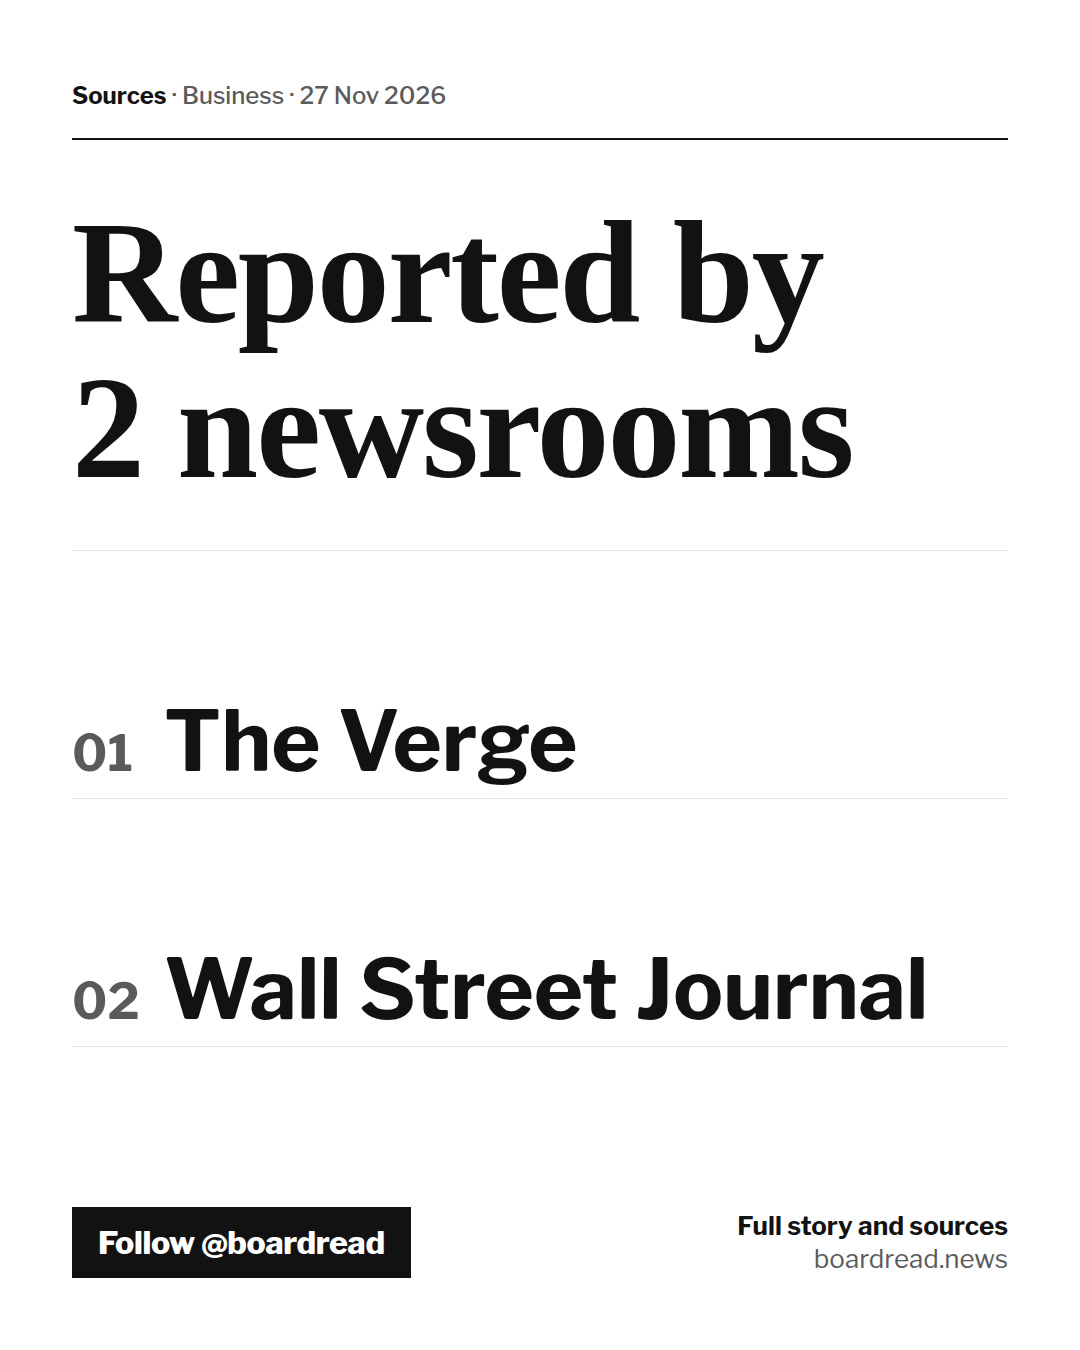 Sources · Business · 27 Nov 2026
Reported by
2 newsrooms
01 The Verge
02 Wall Street Journal
Follow @boardread
Full story and sources
boardread.news